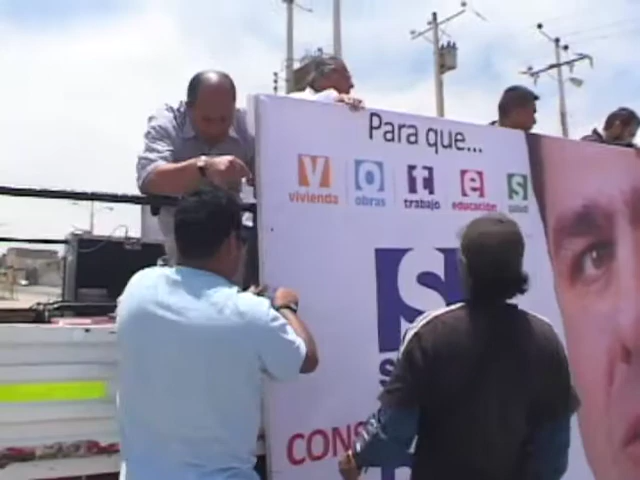 Para que...
V O t e s
vivienda obras trabajo educación salud
S
CONS